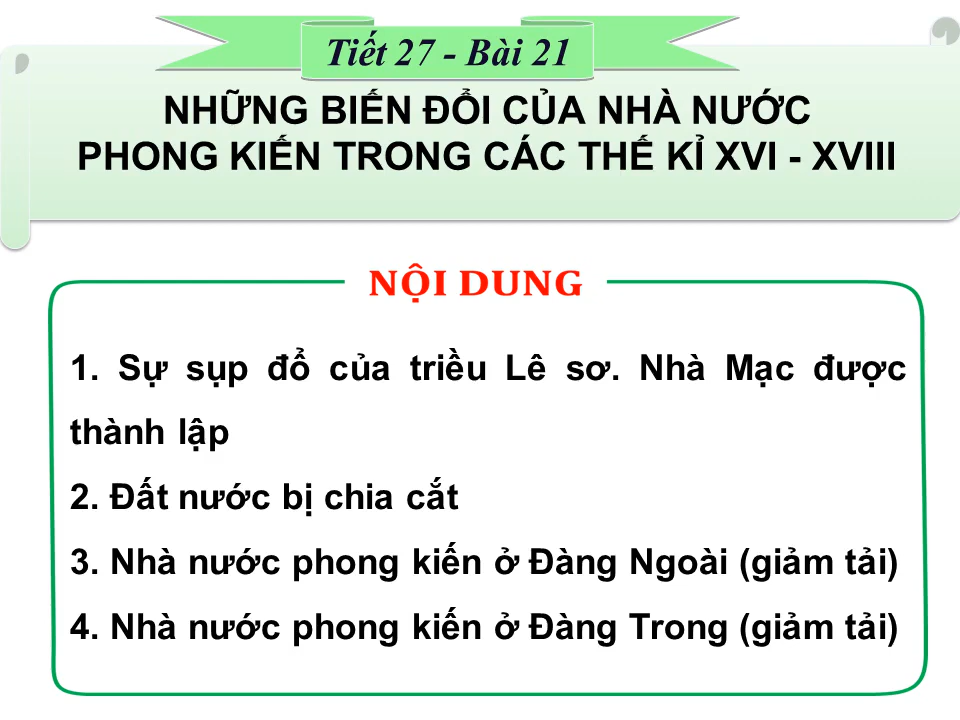 Tiết 27 - Bài 21
NHỮNG BIẾN ĐỔI CỦA NHÀ NƯỚC
PHONG KIẾN TRONG CÁC THẾ KỈ XVI - XVIII
NỘI DUNG
1. Sự sụp đổ của triều Lê sơ. Nhà Mạc được
thành lập
2. Đất nước bị chia cắt
3. Nhà nước phong kiến ở Đàng Ngoài (giảm tải)
4. Nhà nước phong kiến ở Đàng Trong (giảm tải)